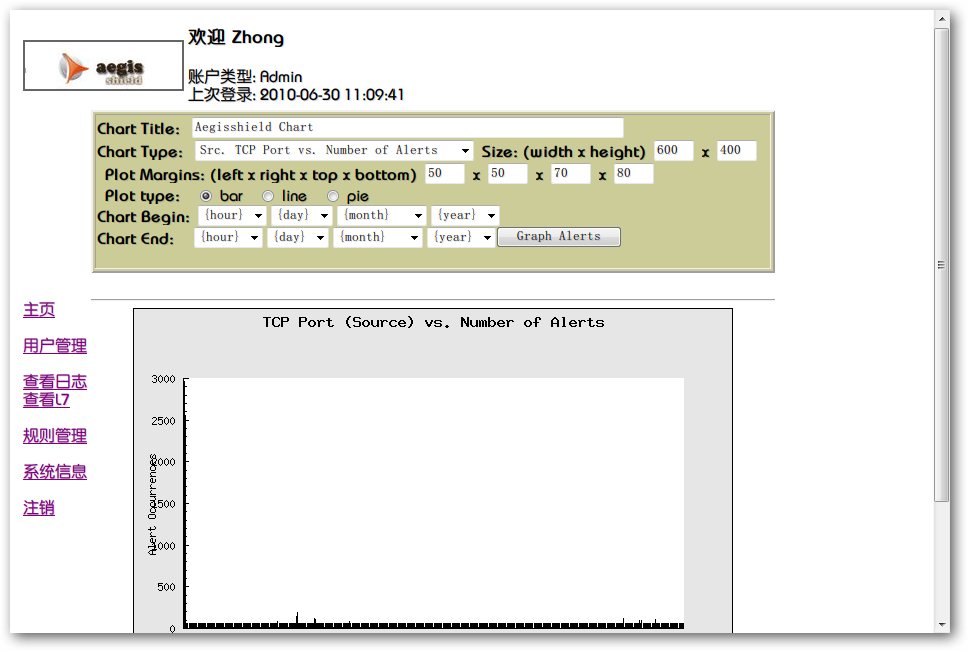 欢迎 Zhong
aegis
shield
账户类型: Admin
上次登录: 2010-06-30 11:09:41
Chart Title: Aegisshield Chart
Chart Type: Src. TCP Port vs. Number of Alerts Size: (width x height) 600 x 400
Plot Margins: (left x right x top x bottom) 50 x 50 x 70 x 80
Plot type: bar line pie
Chart Begin: {hour} {day} {month} {year}
Chart End: {hour} {day} {month} {year} Graph Alerts
主页
用户管理
查看日志
查看l7
规则管理
系统信息
注销
TCP Port (Source) vs. Number of Alerts
Alert Occurrences
3000
2500
2000
1500
1000
500
0